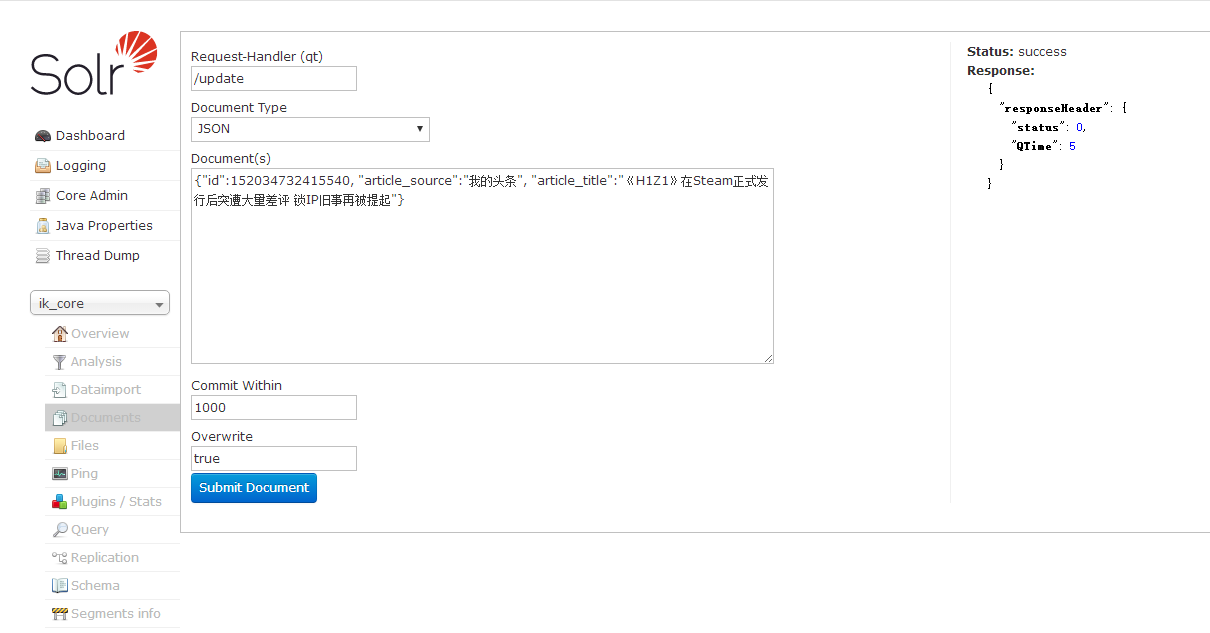 Solr
Dashboard
Logging
Core Admin
Java Properties
Thread Dump
ik_core
Overview
Analysis
Dataimport
Documents
Files
Ping
Plugins / Stats
Query
Replication
Schema
Segments info
Request-Handler (qt)
/update
Document Type
JSON
Document(s)
{"id":152034732415540, "article_source":"我的头条", "article_title":"《H1Z1》在Steam正式发
行后突遭大量差评 锁IP旧事再被提起"}
Commit Within
1000
Overwrite
true
Submit Document
Status: success
Response:
{
"responseHeader": {
"status": 0,
"QTime": 5
}
}